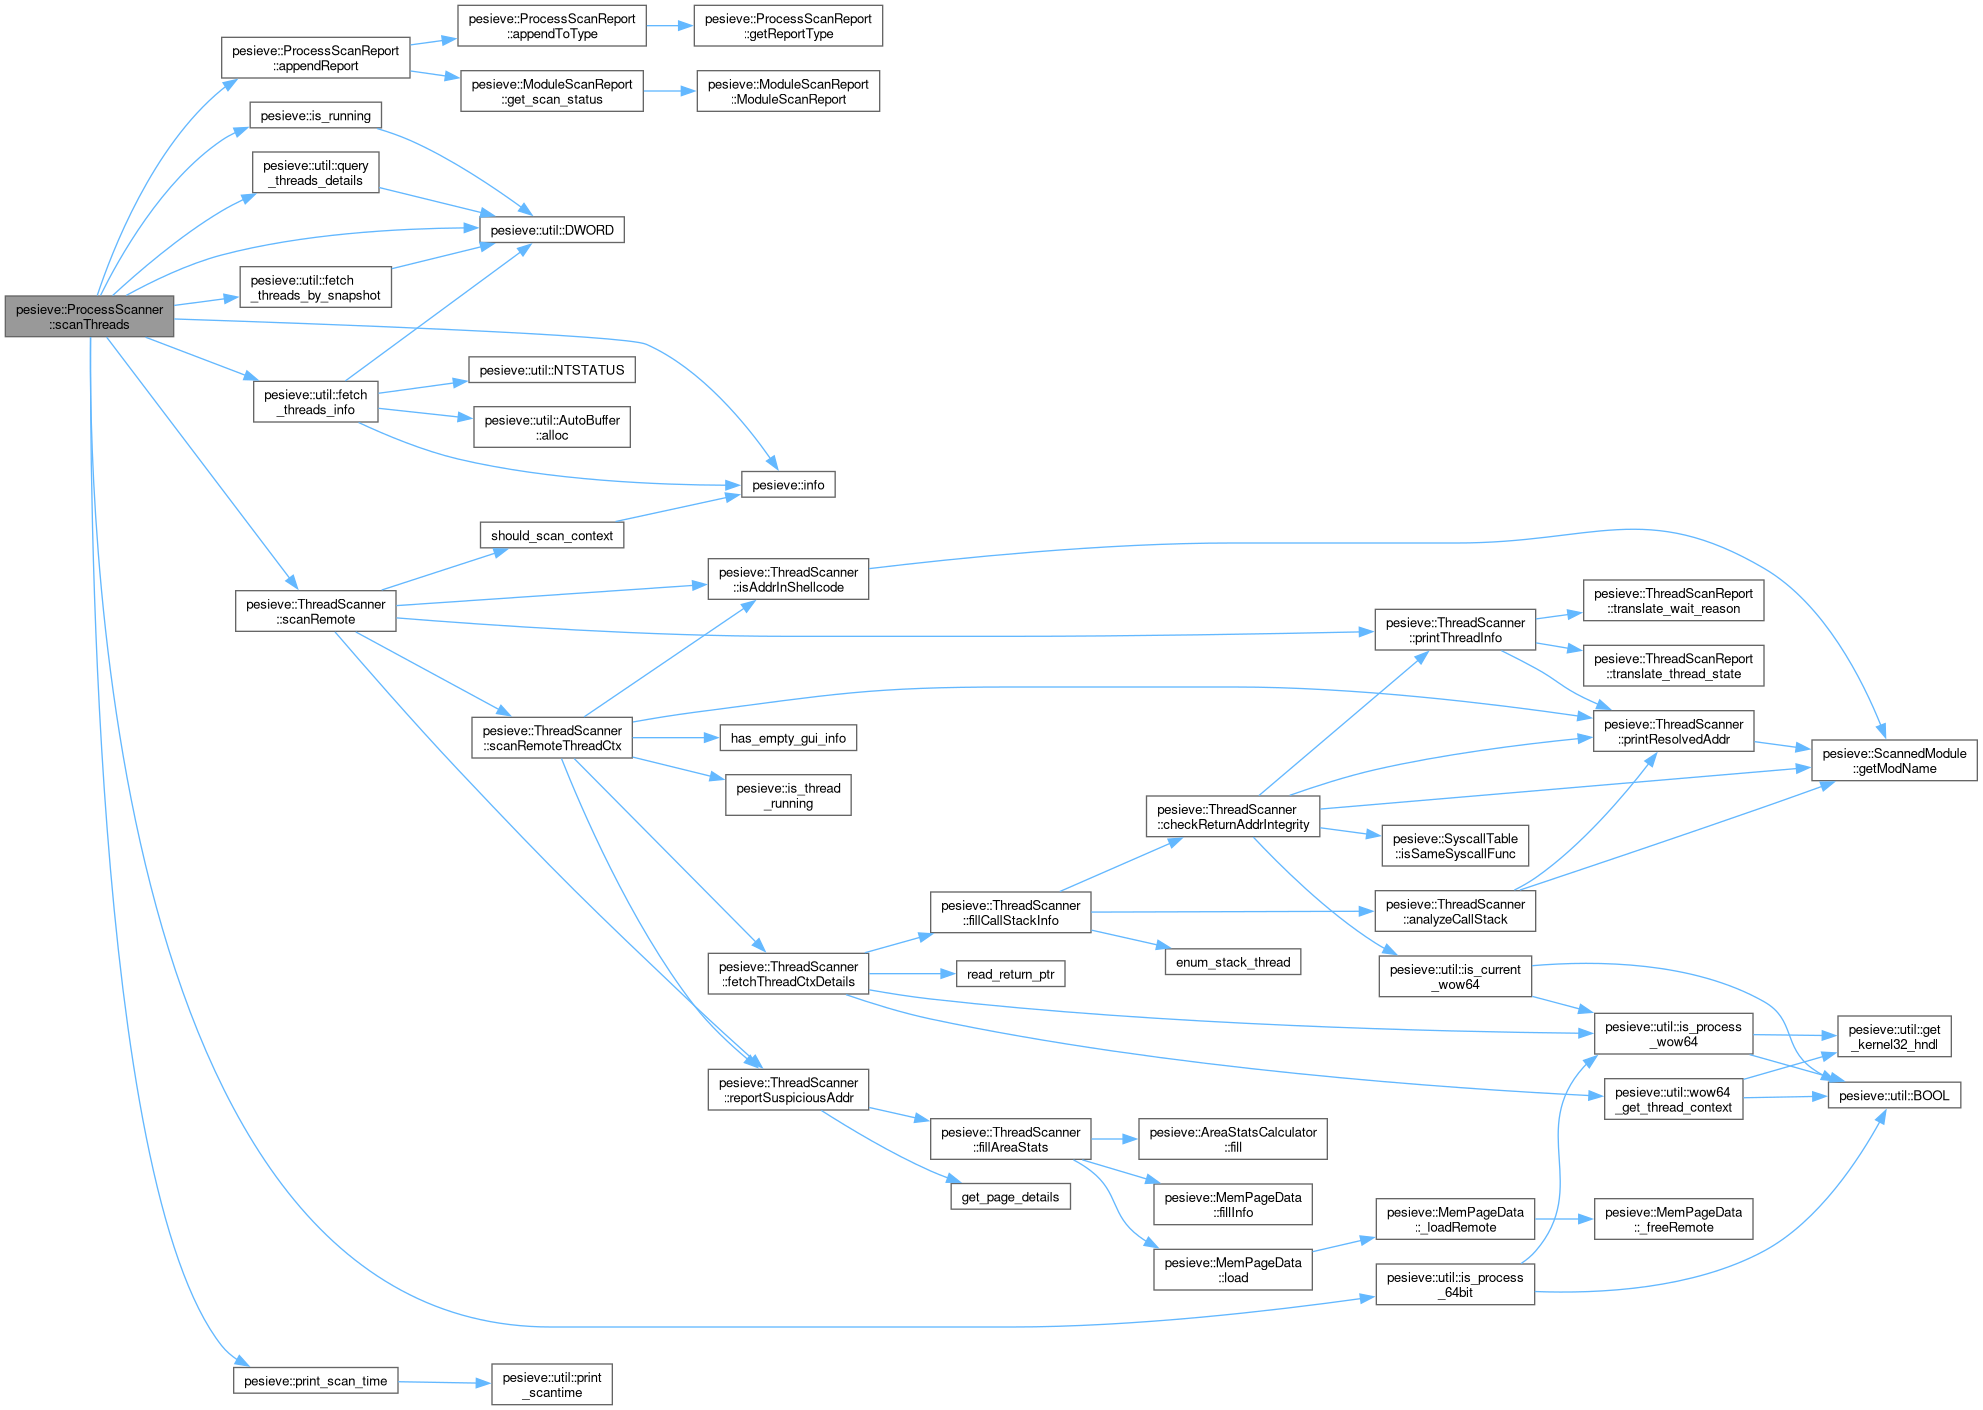 pesieve::ProcessScanner
::scanThreads
pesieve::ProcessScanReport
::appendReport
pesieve::ProcessScanReport
::appendToType
pesieve::ProcessScanReport
::getReportType
pesieve::ModuleScanReport
::get_scan_status
pesieve::ModuleScanReport
::ModuleScanReport
pesieve::is_running
pesieve::util::query
_threads_details
pesieve::util::DWORD
pesieve::util::fetch
_threads_by_snapshot
pesieve::util::fetch
_threads_info
pesieve::util::NTSTATUS
pesieve::util::AutoBuffer
::alloc
pesieve::info
should_scan_context
pesieve::ThreadScanner
::scanRemote
pesieve::ThreadScanner
::isAddrInShellcode
pesieve::ThreadScanner
::printThreadInfo
pesieve::ThreadScanReport
::translate_wait_reason
pesieve::ThreadScanReport
::translate_thread_state
pesieve::ThreadScanner
::scanRemoteThreadCtx
has_empty_gui_info
pesieve::is_thread
_running
pesieve::ThreadScanner
::printResolvedAddr
pesieve::ScannedModule
::getModName
pesieve::ThreadScanner
::checkReturnAddrIntegrity
pesieve::SyscallTable
::isSameSyscallFunc
pesieve::ThreadScanner
::fillCallStackInfo
pesieve::ThreadScanner
::analyzeCallStack
enum_stack_thread
pesieve::ThreadScanner
::fetchThreadCtxDetails
read_return_ptr
pesieve::util::is_current
_wow64
pesieve::util::is_process
_wow64
pesieve::util::get
_kernel32_hndl
pesieve::util::wow64
_get_thread_context
pesieve::util::BOOL
pesieve::ThreadScanner
::reportSuspiciousAddr
pesieve::ThreadScanner
::fillAreaStats
pesieve::AreaStatsCalculator
::fill
get_page_details
pesieve::MemPageData
::fillInfo
pesieve::MemPageData
::load
pesieve::MemPageData
::_loadRemote
pesieve::MemPageData
::_freeRemote
pesieve::util::is_process
_64bit
pesieve::print_scan_time
pesieve::util::print
_scantime